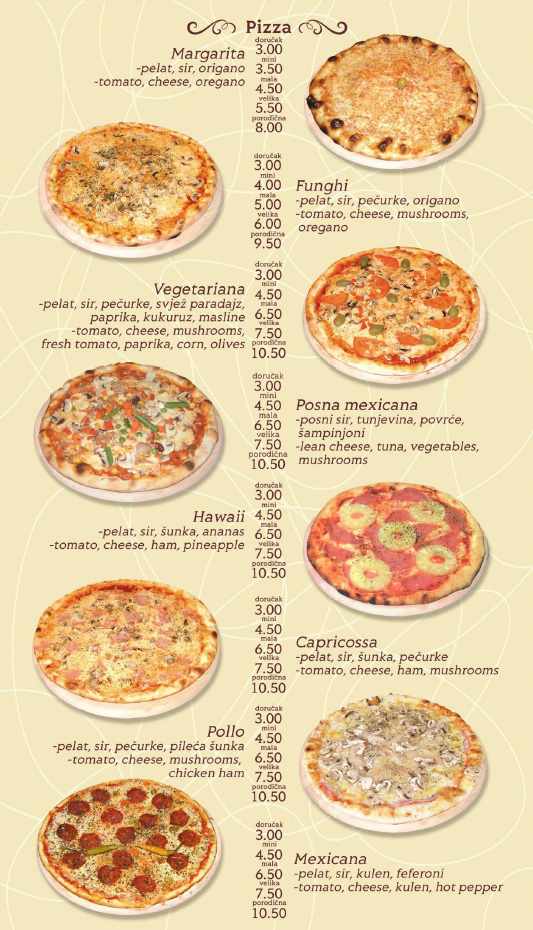 Pizza
Margarita
-pelat, sir, origano
-tomato, cheese, oregano
doručak
3.00
mini
3.50
mala
4.50
velika
5.50
porodična
8.00
doručak
3.00
mini
4.00
mala
5.00
velika
6.00
porodična
9.50
Funghi
-pelat, sir, pečurke, origano
-tomato, cheese, mushrooms,
oregano
Vegetariana
-pelat, sir, pečurke, svjež paradajz,
paprika, kukuruz, masline
-tomato, cheese, mushrooms,
fresh tomato, paprika, corn, olives
doručak
3.00
mini
4.50
mala
6.50
velika
7.50
porodična
10.50
doručak
3.00
mini
4.50
mala
6.50
velika
7.50
porodična
10.50
Posna mexicana
-posni sir, tunjevina, povrće,
šampinjoni
-lean cheese, tuna, vegetables,
mushrooms
Hawaii
-pelat, sir, šunka, ananas
-tomato, cheese, ham, pineapple
doručak
3.00
mini
4.50
mala
6.50
velika
7.50
porodična
10.50
doručak
3.00
mini
4.50
mala
6.50
velika
7.50
porodična
10.50
Capricossa
-pelat, sir, šunka, pečurke
-tomato, cheese, ham, mushrooms
Pollo
-pelat, sir, pečurke, pileća šunka
-tomato, cheese, mushrooms,
chicken ham
doručak
3.00
mini
4.50
mala
6.50
velika
7.50
porodična
10.50
doručak
3.00
mini
4.50
mala
6.50
velika
7.50
porodična
10.50
Mexicana
-pelat, sir, kulen, feferoni
-tomato, cheese, kulen, hot pepper